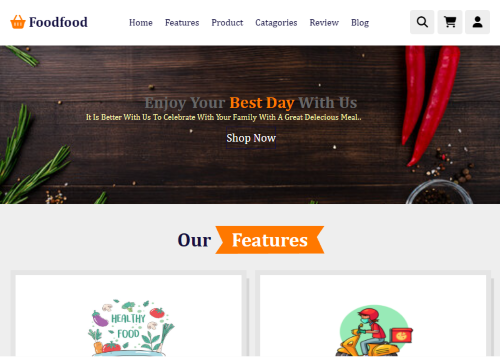 Foodfood
Home Features Product Catagories Review Blog
Enjoy Your Best Day With Us
It Is Better With Us To Celebrate With Your Family With A Great Delecious Meal..
Shop Now
Our Features
HEALTHY
FOOD